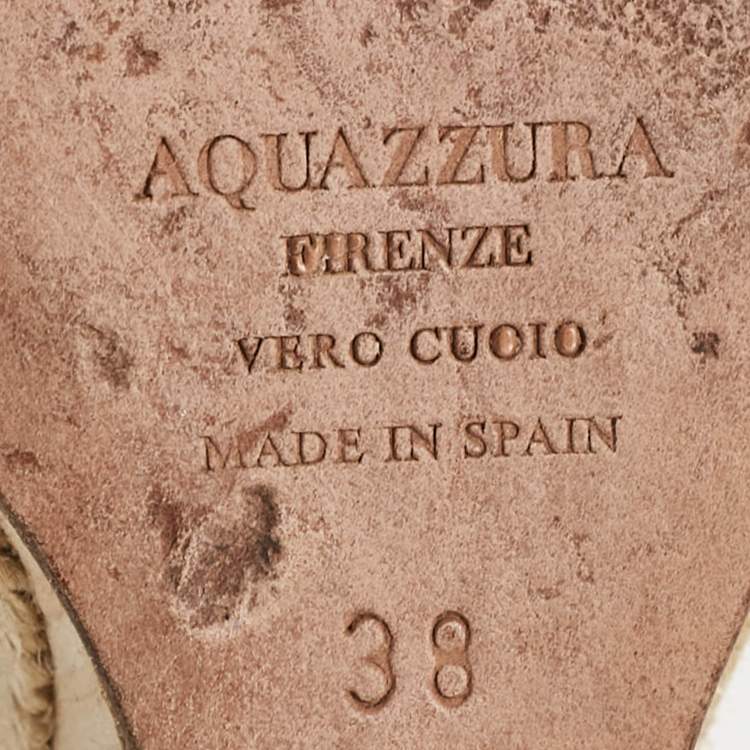 AQUAZZURA
FIRENZE
VERO CUOIO
MADE IN SPAIN
38